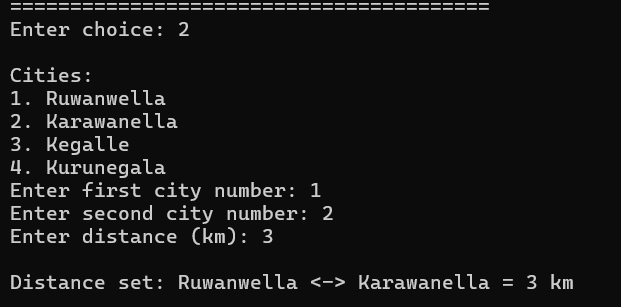 ========================================
Enter choice: 2
Cities:
1. Ruwanwella
2. Karawanella
3. Kegalle
4. Kurunegala
Enter first city number: 1
Enter second city number: 2
Enter distance (km): 3
Distance set: Ruwanwella <-> Karawanella = 3 km